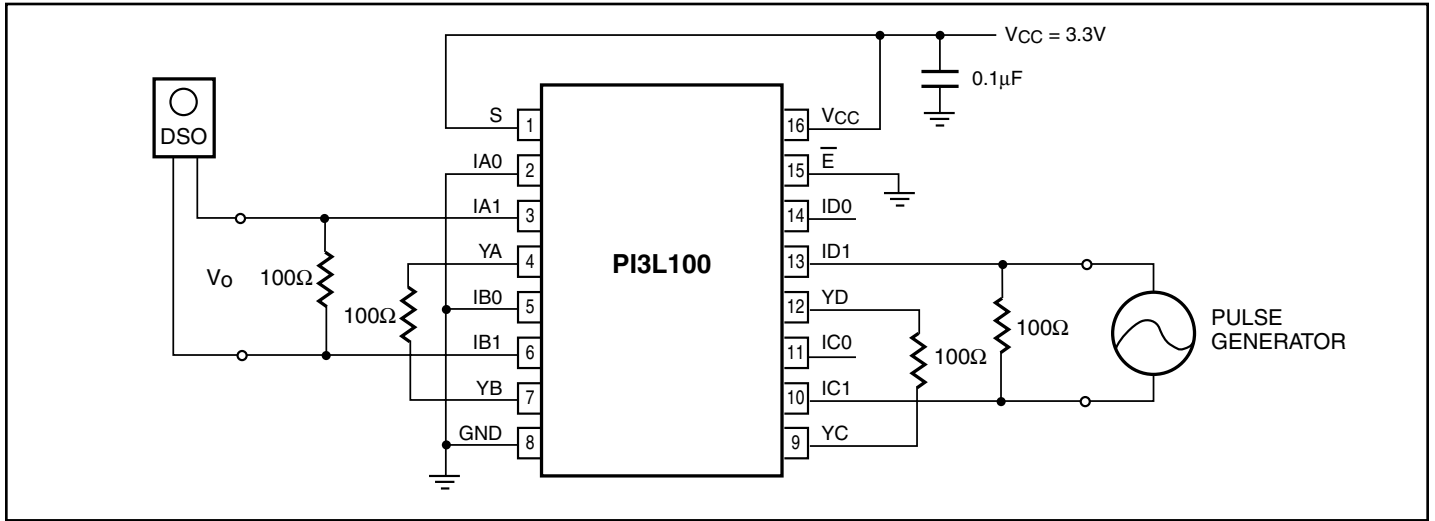 VCC = 3.3V
0.1µF
DSO
S
1
16
VCC
IA0
2
15
E
IA1
3
14
ID0
YA
4
PI3L100
13
ID1
VO
100Ω
100Ω
IB0
5
12
YD
100Ω
100Ω
PULSE
GENERATOR
IB1
6
11
IC0
YB
7
10
IC1
GND
8
9
YC